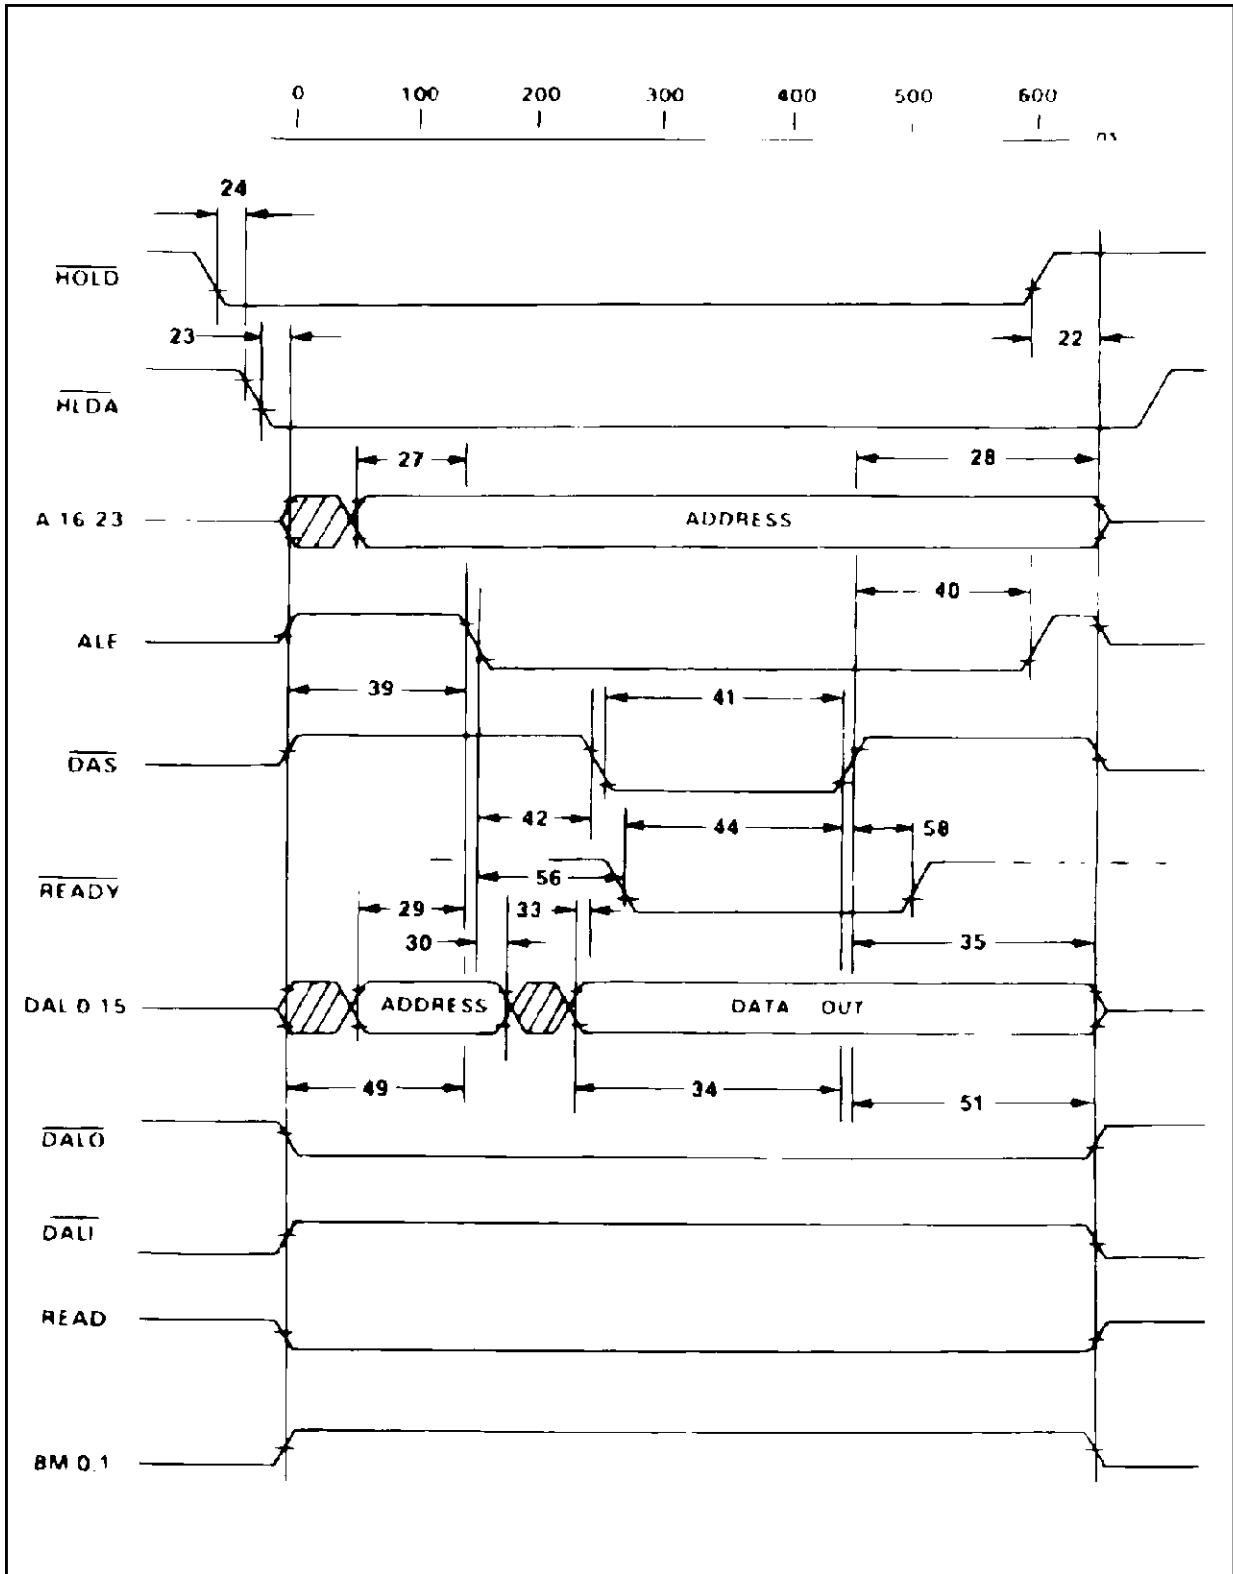 0 100 200 300 400 500 600
ns
24
HOLD
23
22
HLDA
27
28
A 16 23
ADDRESS
40
ALE
39
41
DAS
42
44
58
READY
56
29
33
30
35
DAL 0 15
ADDRESS
DATA OUT
49
34
51
DALO
DALI
READ
BM 0,1